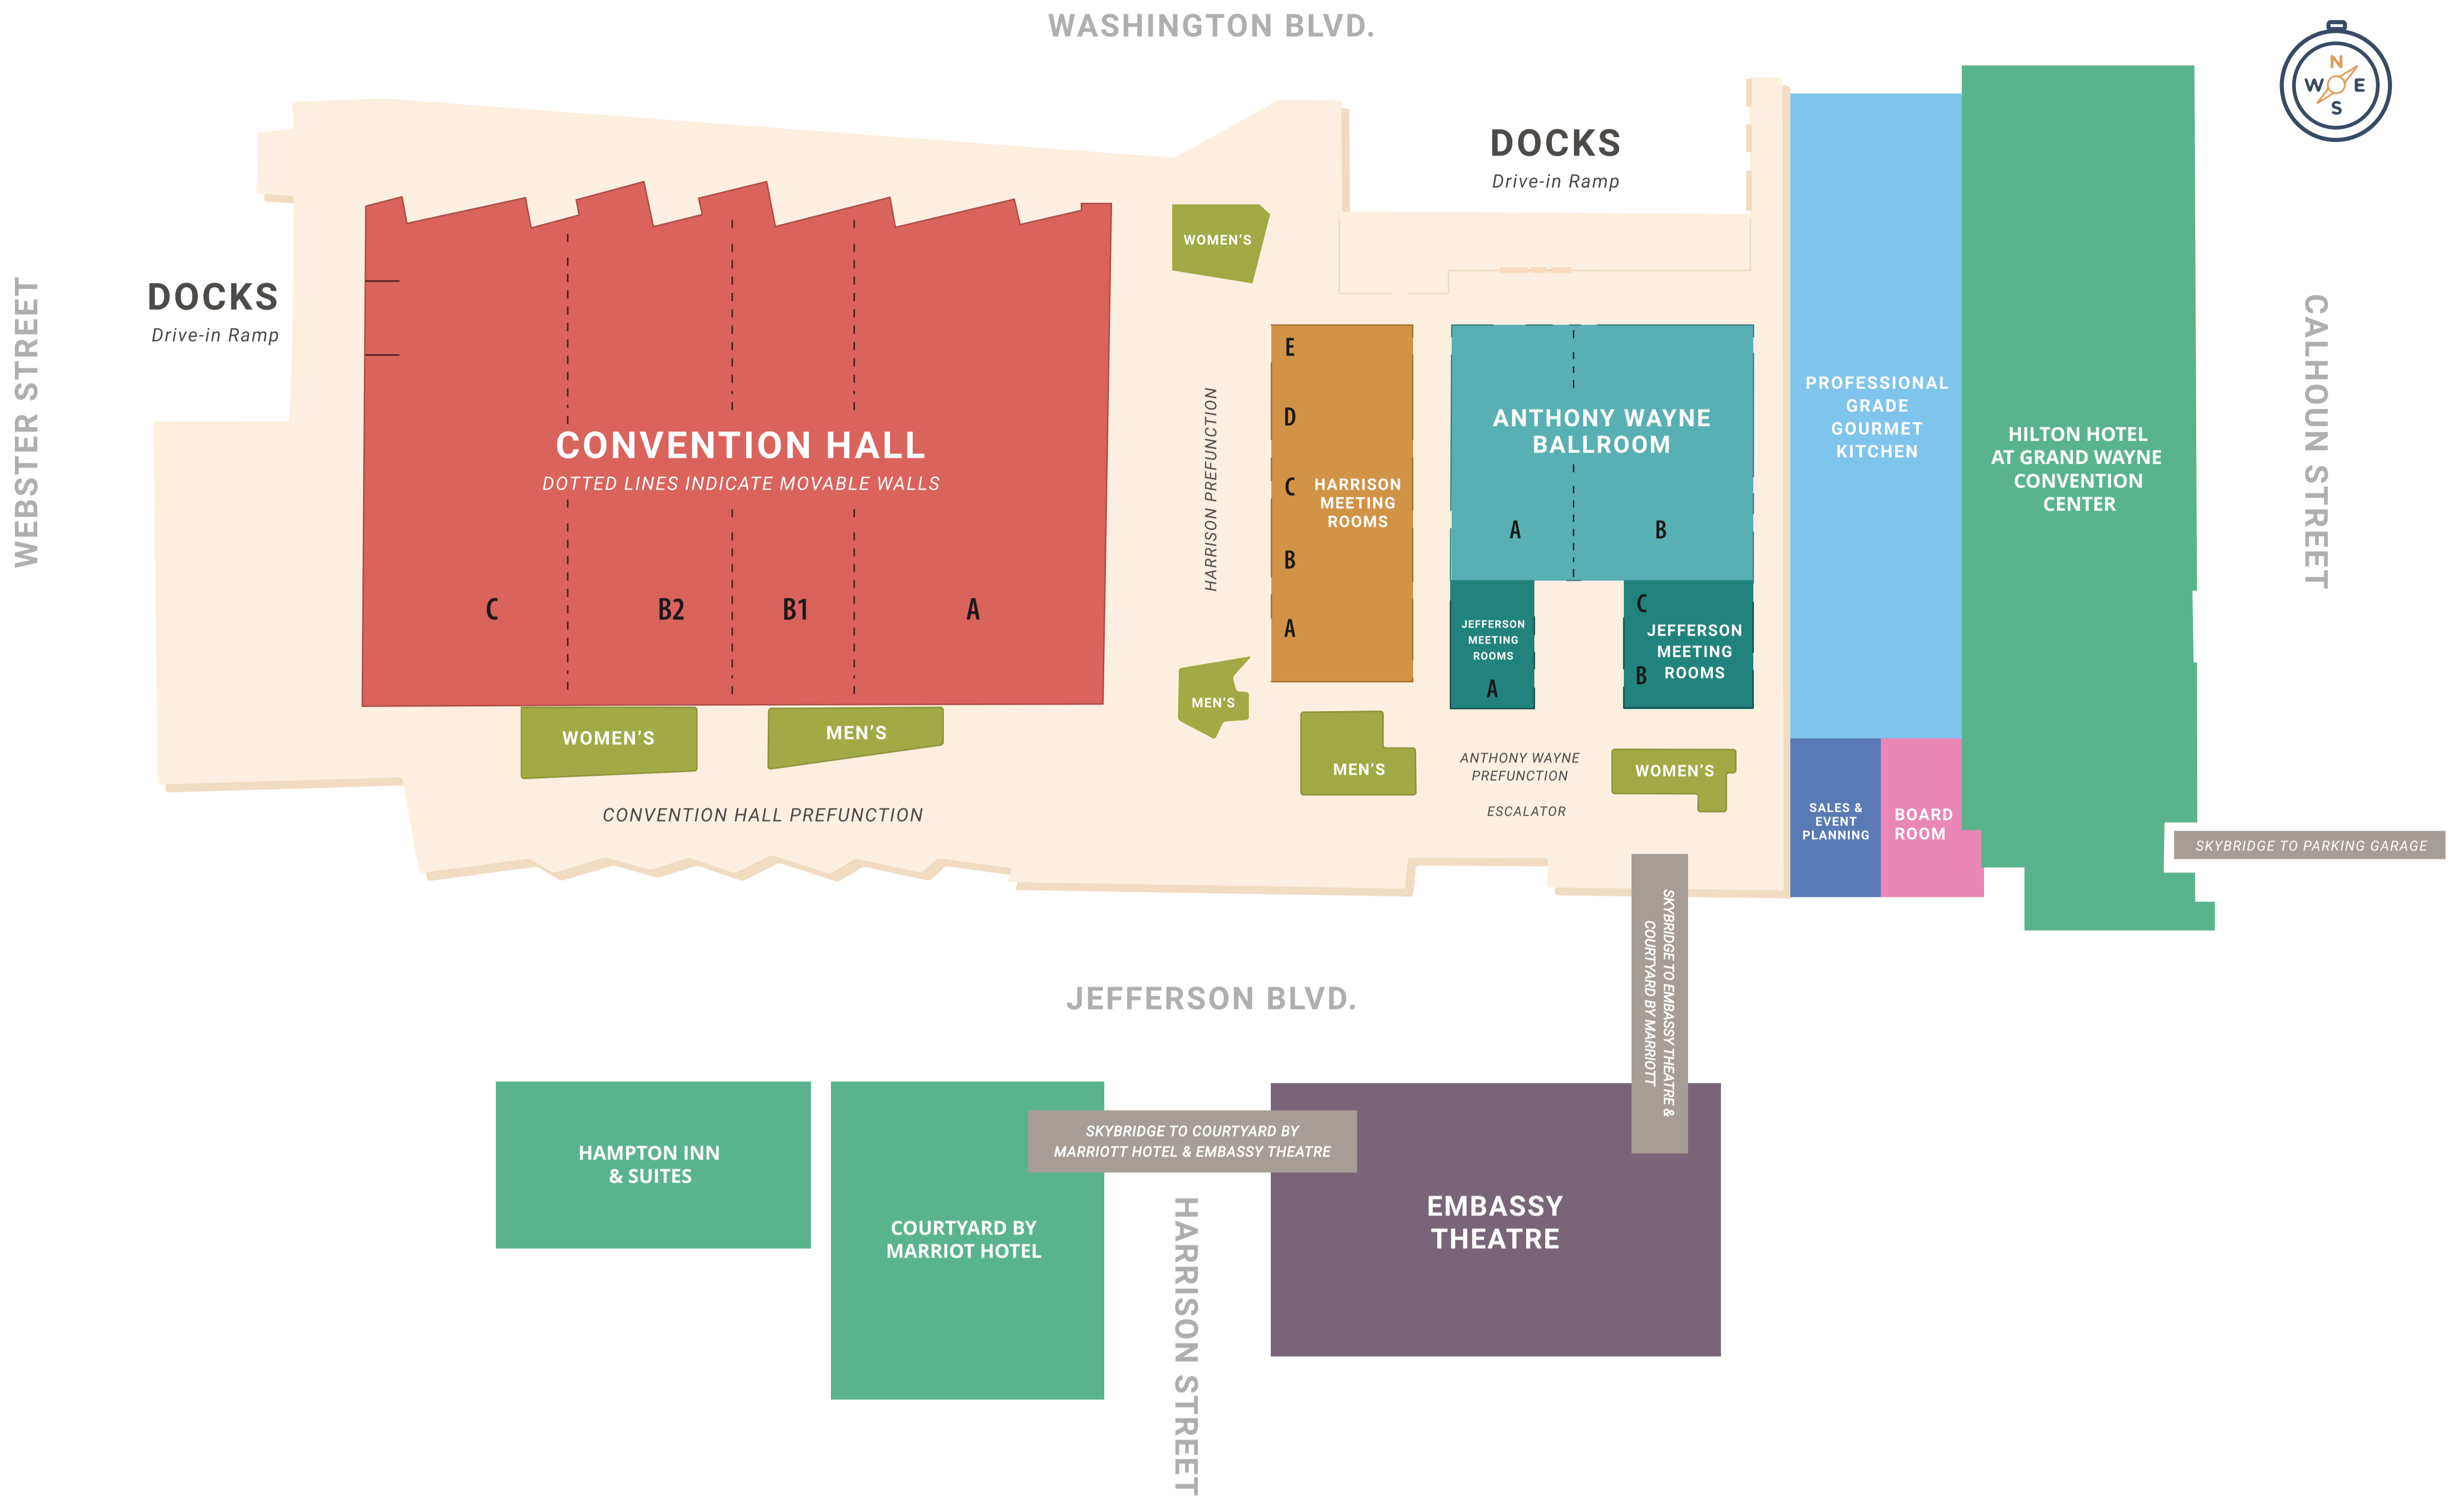 WASHINGTON BLVD.
N
W
E
S
DOCKS
Drive-in Ramp
WEBSTER STREET
DOCKS
Drive-in Ramp
CALHOUN STREET
CONVENTION HALL
DOTTED LINES INDICATE MOVABLE WALLS
C
B2
B1
A
WOMEN'S
MEN'S
CONVENTION HALL PREFUNCTION
WOMEN'S
HARRISON PREFUNCTION
MEN'S
E
D
C
B
A
HARRISON
MEETING
ROOMS
MEN'S
ANTHONY WAYNE
BALLROOM
A
B
JEFFERSON
MEETING
ROOMS
A
C
B
JEFFERSON
MEETING
ROOMS
ANTHONY WAYNE
PREFUNCTION
ESCALATOR
WOMEN'S
PROFESSIONAL
GRADE
GOURMET
KITCHEN
HILTON HOTEL
AT GRAND WAYNE
CONVENTION
CENTER
SALES &
EVENT
PLANNING
BOARD
ROOM
SKYBRIDGE TO PARKING GARAGE
SKYBRIDGE TO EMBASSY THEATRE &
COURTYARD BY MARRIOTT
JEFFERSON BLVD.
HAMPTON INN
& SUITES
COURTYARD BY
MARRIOT HOTEL
SKYBRIDGE TO COURTYARD BY
MARRIOTT HOTEL & EMBASSY THEATRE
HARRISON STREET
EMBASSY
THEATRE